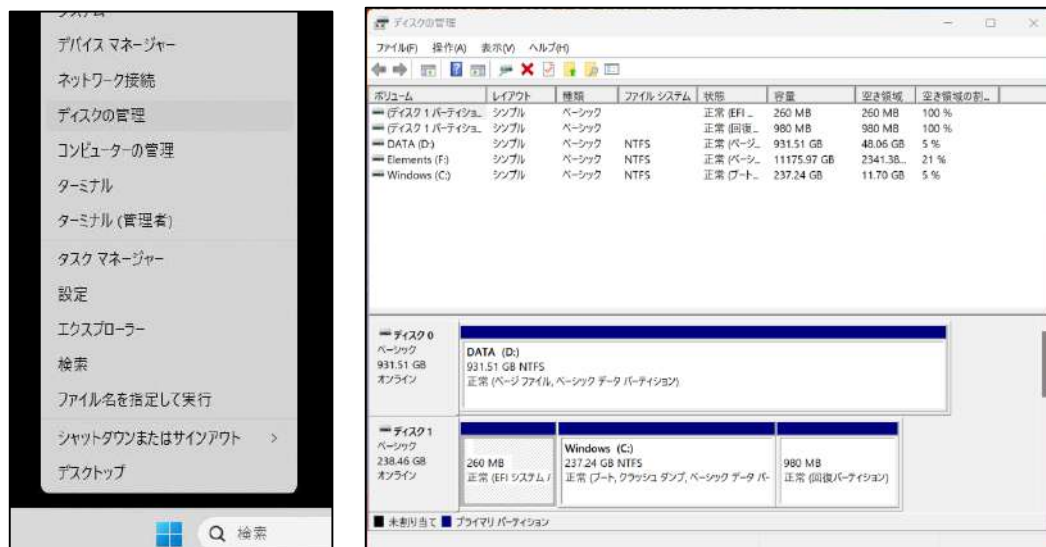 システム
デバイス マネージャー
ネットワーク接続
ディスクの管理
コンピューターの管理
ターミナル
ターミナル (管理者)
タスク マネージャー
設定
エクスプローラー
検索
ファイル名を指定して実行
シャットダウンまたはサインアウト >
デスクトップ
検索
ディスクの管理
ファイル(F) 操作(A) 表示(V) ヘルプ(H)
ボリューム レイアウト 種類 ファイル システム 状態 容量 空き領域 空き領域の割...
(ディスク 1 パーティショ... シンプル ベーシック 正常 (EFI ... 260 MB 260 MB 100 %
(ディスク 1 パーティショ... シンプル ベーシック 正常 (回復... 980 MB 980 MB 100 %
DATA (D:) シンプル ベーシック NTFS 正常 (ページ... 931.51 GB 48.06 GB 5 %
Elements (F:) シンプル ベーシック NTFS 正常 (ベーシ... 11175.97 GB 2341.38... 21 %
Windows (C:) シンプル ベーシック NTFS 正常 (ブート... 237.24 GB 11.70 GB 5 %
ディスク 0
ベーシック
931.51 GB
オンライン
DATA (D:)
931.51 GB NTFS
正常 (ページ ファイル, ベーシック データ パーティション)
ディスク 1
ベーシック
238.46 GB
オンライン
260 MB
正常 (EFI システム /
Windows (C:)
237.24 GB NTFS
正常 (ブート, クラッシュ ダンプ, ベーシック データ パー
980 MB
正常 (回復パーティション)
未割り当て プライマリ パーティション